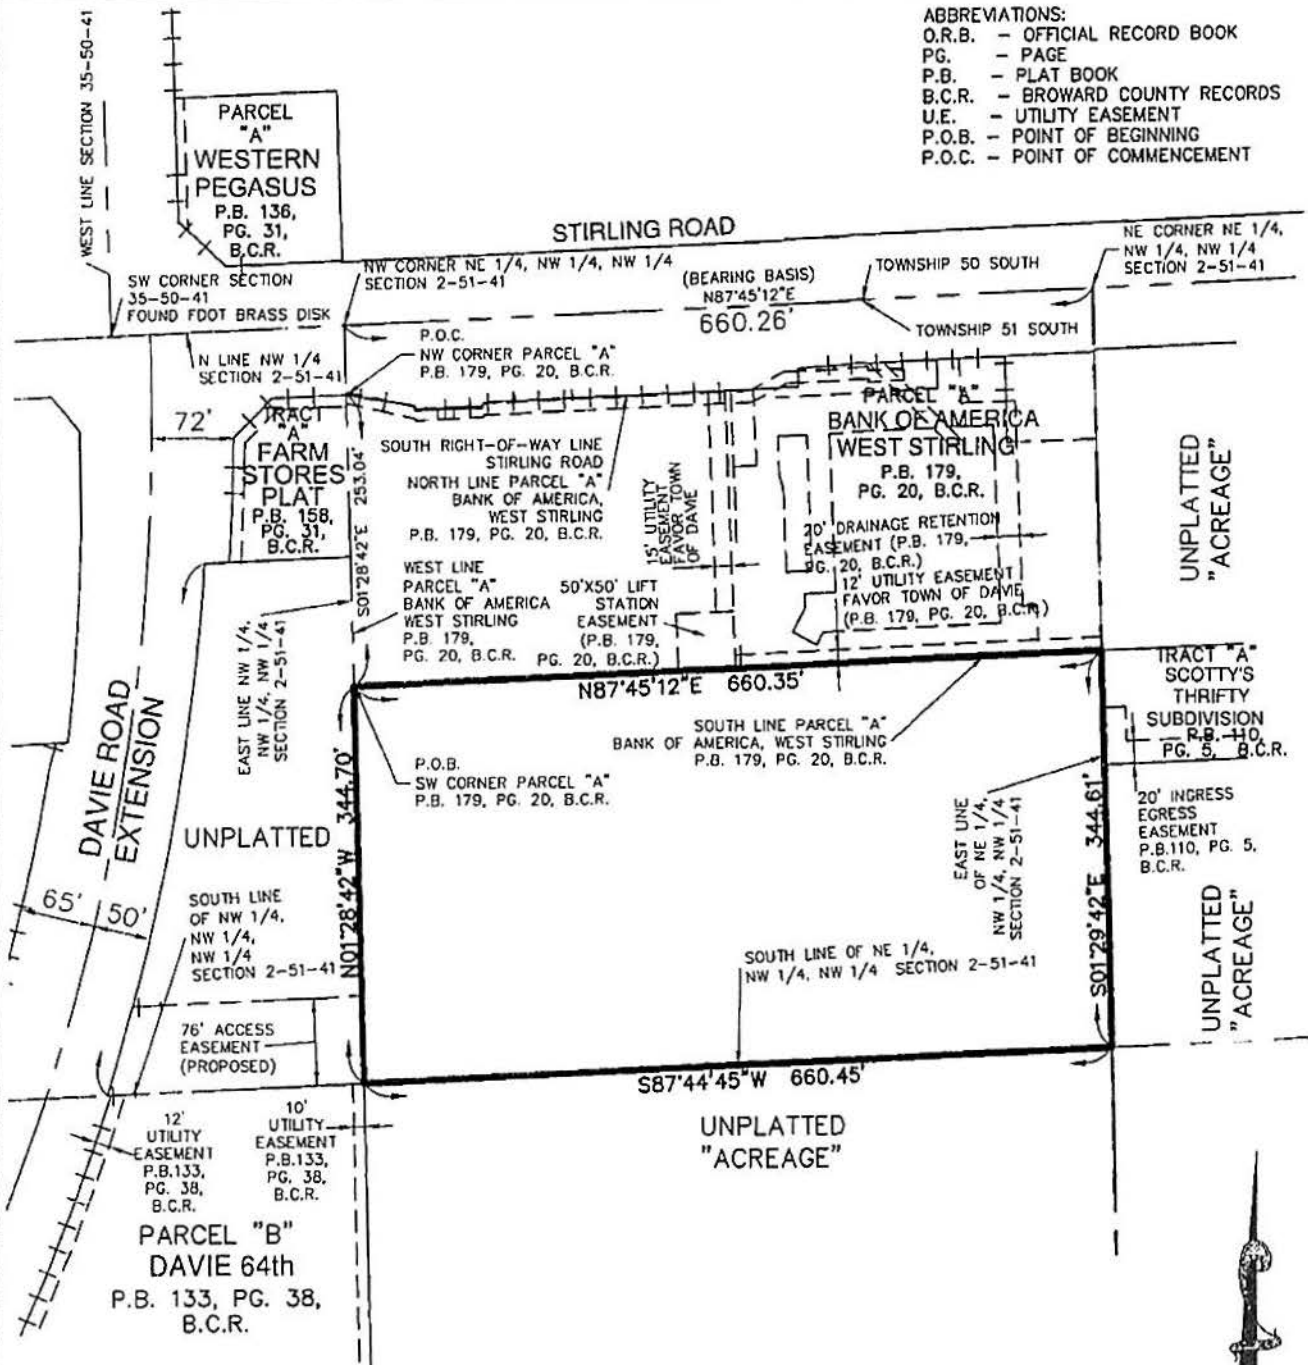 ABBREVIATIONS:
O.R.B. – OFFICIAL RECORD BOOK
PG. – PAGE
P.B. – PLAT BOOK
B.C.R. – BROWARD COUNTY RECORDS
U.E. – UTILITY EASEMENT
P.O.B. – POINT OF BEGINNING
P.O.C. – POINT OF COMMENCEMENT
WEST LINE SECTION 35-50-41
PARCEL
"A"
WESTERN
PEGASUS
P.B. 136,
PG. 31,
B.C.R.
STIRLING ROAD
SW CORNER SECTION
35-50-41
FOUND FDOT BRASS DISK
NW CORNER NE 1/4, NW 1/4, NW 1/4
SECTION 2-51-41
(BEARING BASIS)
N87°45'12"E
660.26'
TOWNSHIP 50 SOUTH
TOWNSHIP 51 SOUTH
NE CORNER NE 1/4,
NW 1/4, NW 1/4
SECTION 2-51-41
N LINE NW 1/4
SECTION 2-51-41
P.O.C.
NW CORNER PARCEL "A"
P.B. 179, PG. 20, B.C.R.
72'
TRACT
"A"
FARM
STORES
PLAT
P.B. 158,
PG. 31,
B.C.R.
S01°28'42"E 253.04'
SOUTH RIGHT-OF-WAY LINE
STIRLING ROAD
NORTH LINE PARCEL "A"
BANK OF AMERICA,
WEST STIRLING
P.B. 179, PG. 20, B.C.R.
15' UTILITY
EASEMENT
FAVOR TOWN
OF DAVIE
PARCEL "A"
BANK OF AMERICA
WEST STIRLING
P.B. 179,
PG. 20, B.C.R.
20' DRAINAGE RETENTION
EASEMENT (P.B. 179,
PG. 20, B.C.R.)
12' UTILITY EASEMENT
FAVOR TOWN OF DAVIE
(P.B. 179, PG. 20, B.C.R.)
UNPLATTED
"ACREAGE"
WEST LINE
PARCEL "A"
BANK OF AMERICA
WEST STIRLING
P.B. 179,
PG. 20, B.C.R.
50'X50' LIFT
STATION
EASEMENT
(P.B. 179,
PG. 20, B.C.R.)
EAST LINE NW 1/4,
NW 1/4, NW 1/4
SECTION 2-51-41
N87°45'12"E 660.35'
TRACT "A"
SCOTTY'S
THRIFTY
SUBDIVISION
P.B. 110,
PG. 5, B.C.R.
SOUTH LINE PARCEL "A"
BANK OF AMERICA, WEST STIRLING
P.B. 179, PG. 20, B.C.R.
P.O.B.
SW CORNER PARCEL "A"
P.B. 179, PG. 20, B.C.R.
DAVIE ROAD
EXTENSION
UNPLATTED
N01°28'42"W 344.70'
EAST LINE
OF NE 1/4,
NW 1/4, NW 1/4
SECTION 2-51-41
S01°29'42"E 344.61'
20' INGRESS
EGRESS
EASEMENT
P.B.110, PG. 5,
B.C.R.
65'
50'
SOUTH LINE
OF NW 1/4,
NW 1/4,
NW 1/4
SECTION 2-51-41
SOUTH LINE OF NE 1/4,
NW 1/4, NW 1/4 SECTION 2-51-41
UNPLATTED
"ACREAGE"
76' ACCESS
EASEMENT
(PROPOSED)
S87°44'45"W 660.45'
UNPLATTED
"ACREAGE"
12'
UTILITY
EASEMENT
P.B.133,
PG. 38,
B.C.R.
10'
UTILITY
EASEMENT
P.B.133,
PG. 38,
B.C.R.
PARCEL "B"
DAVIE 64th
P.B. 133, PG. 38,
B.C.R.